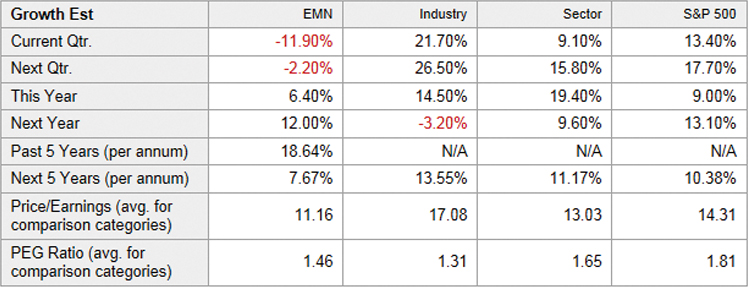 Growth Est EMN Industry Sector S&P 500
Current Qtr. -11.90% 21.70% 9.10% 13.40%
Next Qtr. -2.20% 26.50% 15.80% 17.70%
This Year 6.40% 14.50% 19.40% 9.00%
Next Year 12.00% -3.20% 9.60% 13.10%
Past 5 Years (per annum) 18.64% N/A N/A N/A
Next 5 Years (per annum) 7.67% 13.55% 11.17% 10.38%
Price/Earnings (avg. for
comparison categories) 11.16 17.08 13.03 14.31
PEG Ratio (avg. for
comparison categories) 1.46 1.31 1.65 1.81